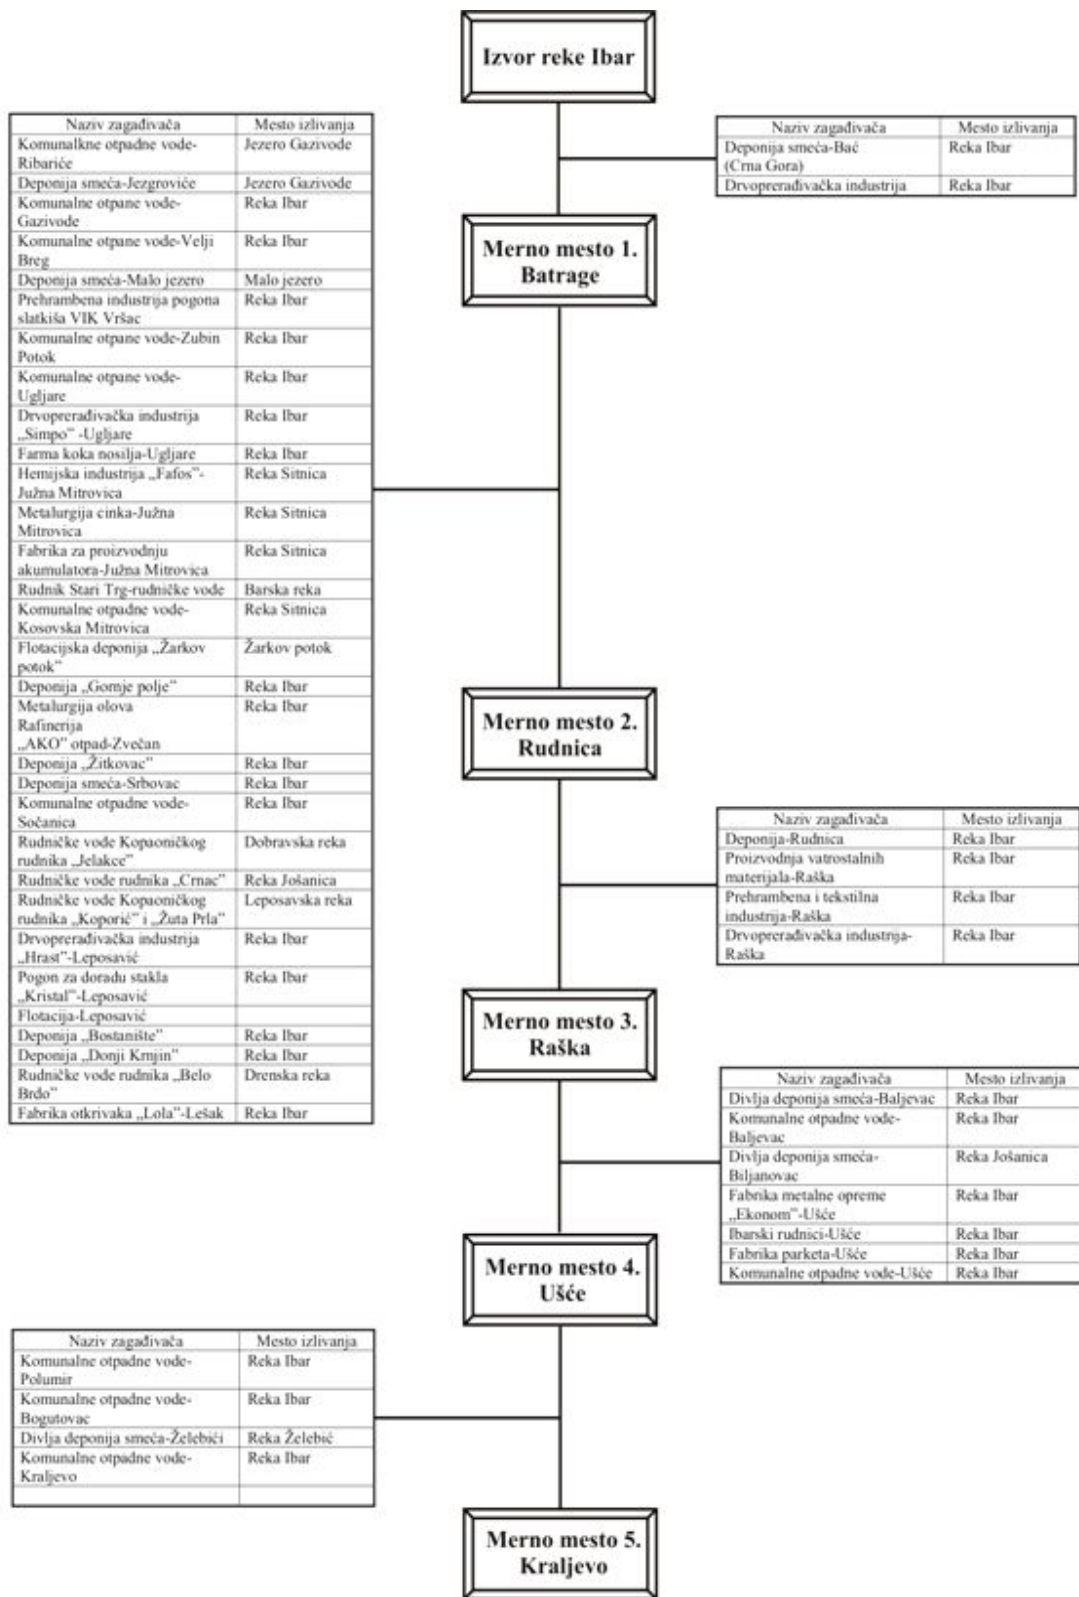 Izvor reke Ibar
Naziv zagađivača Mesto izlivanja
Deponija smeća-Bać Reka Ibar
(Crna Gora)
Drvoprerađivačka industrija Reka Ibar
Merno mesto 1.
Batrage
Naziv zagađivača Mesto izlivanja
Komunalkne otpadne vode- Jezero Gazivode
Ribariće
Deponija smeća-Jezgroviće Jezero Gazivode
Komunalne otpane vode- Reka Ibar
Gazivode
Komunalne otpane vode-Velji Reka Ibar
Breg
Deponija smeća-Malo jezero Malo jezero
Prehrambena industrija pogona Reka Ibar
slatkiša VIK Vršac
Komunalne otpane vode-Zubin Reka Ibar
Potok
Komunalne otpane vode- Reka Ibar
Ugljare
Drvoprerađivačka industrija Reka Ibar
„Simpo” -Ugljare
Farma koka nosilja-Ugljare Reka Ibar
Hemijska industrija „Fafos”- Reka Sitnica
Južna Mitrovica
Metalurgija cinka-Južna Reka Sitnica
Mitrovica
Fabrika za proizvodnju Reka Sitnica
akumulatora-Južna Mitrovica
Rudnik Stari Trg-rudničke vode Barska reka
Komunalne otpadne vode- Reka Sitnica
Kosovska Mitrovica
Flotacijska deponija „Žarkov Žarkov potok
potok”
Deponija „Gornje polje” Reka Ibar
Metalurgija olova Reka Ibar
Rafinerija
„AKO” otpad-Zvečan
Deponija „Žitkovac” Reka Ibar
Deponija smeća-Srbovac Reka Ibar
Komunalne otpadne vode- Reka Ibar
Sočanica
Rudničke vode Kopaoničkog Dobravska reka
rudnika „Jelakce”
Rudničke vode rudnika „Crnac” Reka Jošanica
Rudničke vode Kopaoničkog Leposavska reka
rudnika „Koporić” i „Žuta Prla”
Drvoprerađivačka industrija Reka Ibar
„Hrast”-Leposavić
Pogon za doradu stakla Reka Ibar
„Kristal”-Leposavić
Flotacija-Leposavić
Deponija „Bostanište” Reka Ibar
Deponija „Donji Krnjin” Reka Ibar
Rudničke vode rudnika „Belo Drenska reka
Brdo”
Fabrika otkrivaka „Lola”-Lešak Reka Ibar
Merno mesto 2.
Rudnica
Naziv zagađivača Mesto izlivanja
Deponija-Rudnica Reka Ibar
Proizvodnja vatrostalnih Reka Ibar
materijala-Raška
Prehrambena i tekstilna Reka Ibar
industrija-Raška
Drvoprerađivačka industrija- Reka Ibar
Raška
Merno mesto 3.
Raška
Naziv zagađivača Mesto izlivanja
Divlja deponija smeća-Baljevac Reka Ibar
Komunalne otpadne vode- Reka Ibar
Baljevac
Divlja deponija smeća- Reka Jošanica
Biljanovac
Fabrika metalne opreme Reka Ibar
„Ekonom”-Ušće
Ibarski rudnici-Ušće Reka Ibar
Fabrika parketa-Ušće Reka Ibar
Komunalne otpadne vode-Ušće Reka Ibar
Merno mesto 4.
Ušće
Naziv zagađivača Mesto izlivanja
Komunalne otpadne vode- Reka Ibar
Polumir
Komunalne otpadne vode- Reka Ibar
Bogutovac
Divlja deponija smeća-Želebići Reka Želebić
Komunalne otpadne vode- Reka Ibar
Kraljevo
Merno mesto 5.
Kraljevo